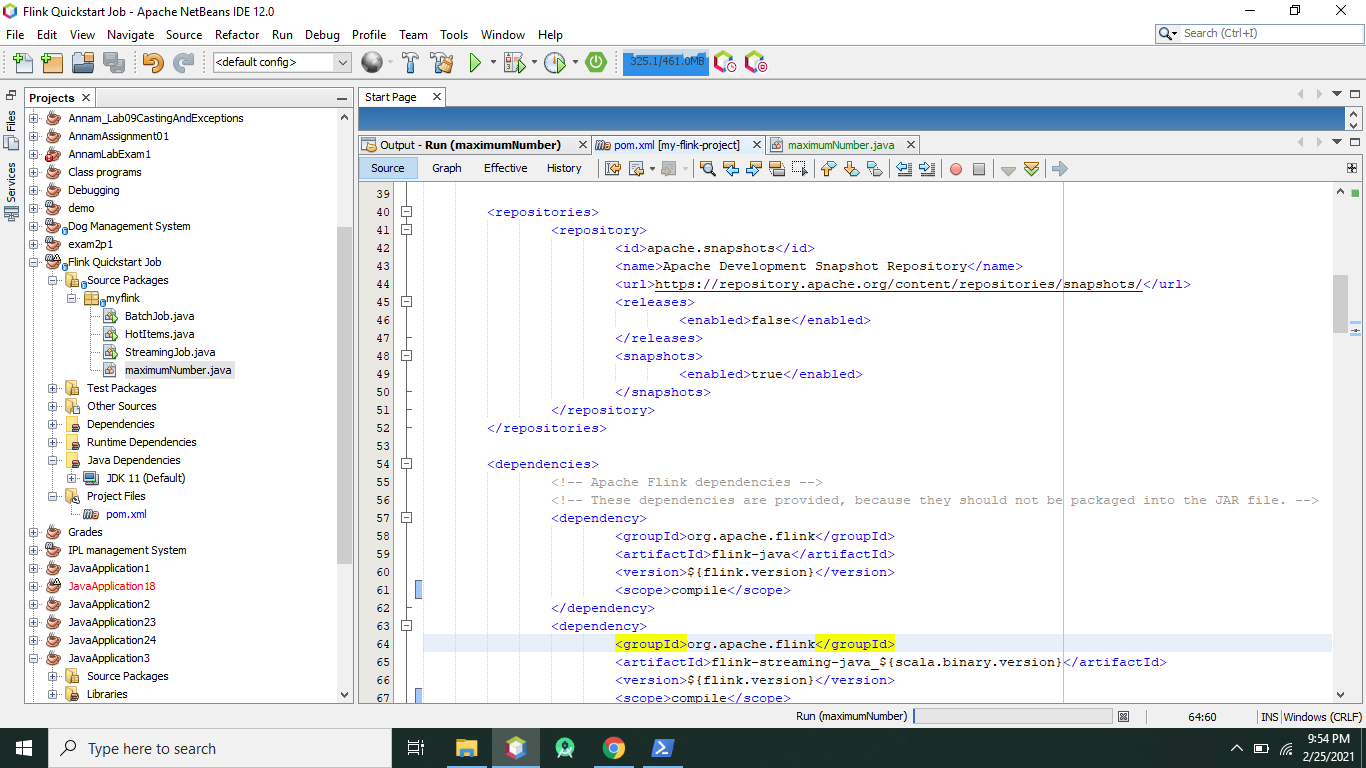 Flink Quickstart Job - Apache NetBeans IDE 12.0
File Edit View Navigate Source Refactor Run Debug Profile Team Tools Window Help
Search (Ctrl+I)
<default config>
325.1/461.0MB
Files
Services
Projects
Annam_Lab09CastingAndExceptions
AnnamAssignment01
AnnamLabExam1
Class programs
Debugging
demo
Dog Management System
exam2p1
Flink Quickstart Job
Source Packages
myflink
BatchJob.java
HotItems.java
StreamingJob.java
maximumNumber.java
Test Packages
Other Sources
Dependencies
Runtime Dependencies
Java Dependencies
JDK 11 (Default)
Project Files
pom.xml
Grades
IPL management System
JavaApplication1
JavaApplication18
JavaApplication2
JavaApplication23
JavaApplication24
JavaApplication3
Source Packages
Libraries
Start Page
Output - Run (maximumNumber) pom.xml [my-flink-project] maximumNumber.java
Source Graph Effective History
39
40 <repositories>
41 <repository>
42 <id>apache.snapshots</id>
43 <name>Apache Development Snapshot Repository</name>
44 <url>https://repository.apache.org/content/repositories/snapshots/</url>
45 <releases>
46 <enabled>false</enabled>
47 </releases>
48 <snapshots>
49 <enabled>true</enabled>
50 </snapshots>
51 </repository>
52 </repositories>
53
54 <dependencies>
55 <!-- Apache Flink dependencies -->
56 <!-- These dependencies are provided, because they should not be packaged into the JAR file. -->
57 <dependency>
58 <groupId>org.apache.flink</groupId>
59 <artifactId>flink-java</artifactId>
60 <version>${flink.version}</version>
61 <scope>compile</scope>
62 </dependency>
63 <dependency>
64 <groupId>org.apache.flink</groupId>
65 <artifactId>flink-streaming-java_${scala.binary.version}</artifactId>
66 <version>${flink.version}</version>
67 <scope>compile</scope>
Run (maximumNumber) 64:60 INS Windows (CRLF)
Type here to search
9:54 PM
2/25/2021